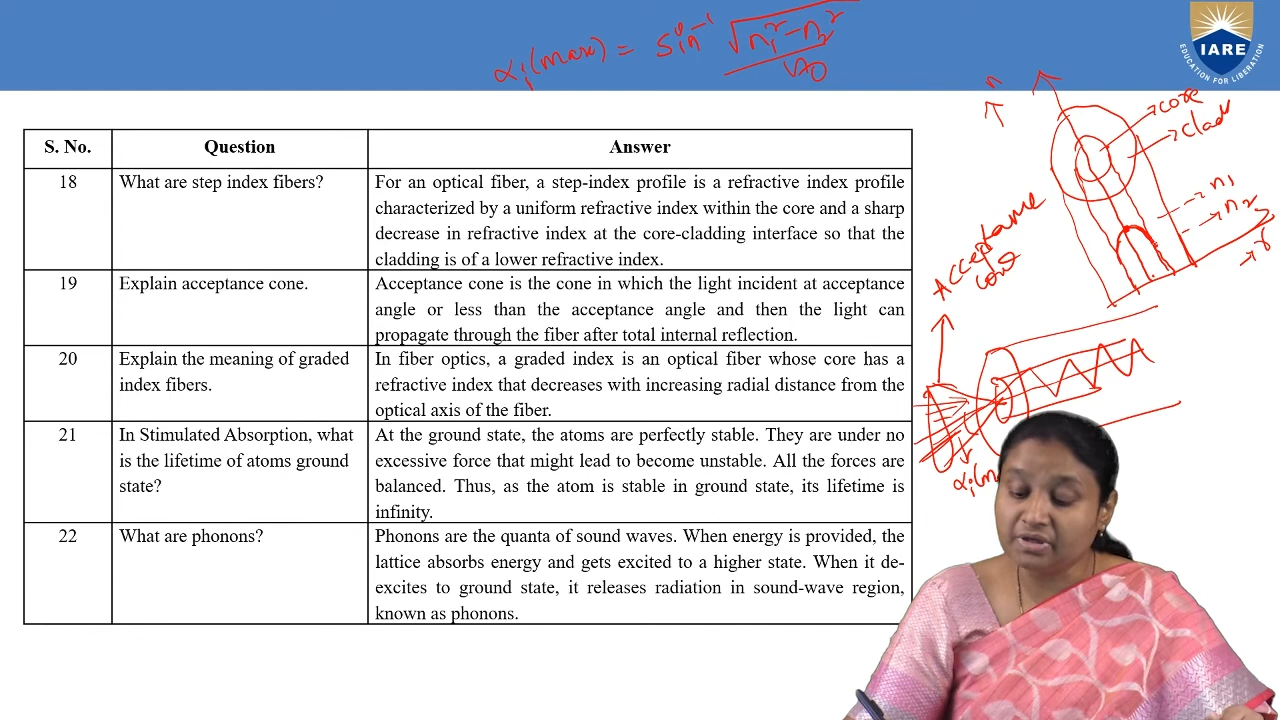 αi(max) = Sin⁻¹ √n₁² - n₂² / n0
IARE
EDUCATION FOR LIBERATION
S. No. Question Answer
18 What are step index fibers? For an optical fiber, a step-index profile is a refractive index profile
characterized by a uniform refractive index within the core and a sharp
decrease in refractive index at the core-cladding interface so that the
cladding is of a lower refractive index.
19 Explain acceptance cone. Acceptance cone is the cone in which the light incident at acceptance
angle or less than the acceptance angle and then the light can
propagate through the fiber after total internal reflection.
20 Explain the meaning of graded In fiber optics, a graded index is an optical fiber whose core has a
index fibers. refractive index that decreases with increasing radial distance from the
optical axis of the fiber.
21 In Stimulated Absorption, what At the ground state, the atoms are perfectly stable. They are under no
is the lifetime of atoms ground excessive force that might lead to become unstable. All the forces are
state? balanced. Thus, as the atom is stable in ground state, its lifetime is
infinity.
22 What are phonons? Phonons are the quanta of sound waves. When energy is provided, the
lattice absorbs energy and gets excited to a higher state. When it de-
excites to ground state, it releases radiation in sound-wave region,
known as phonons.
n
core
clad
n₁
n₂
r
Acceptance
cone
αi(m